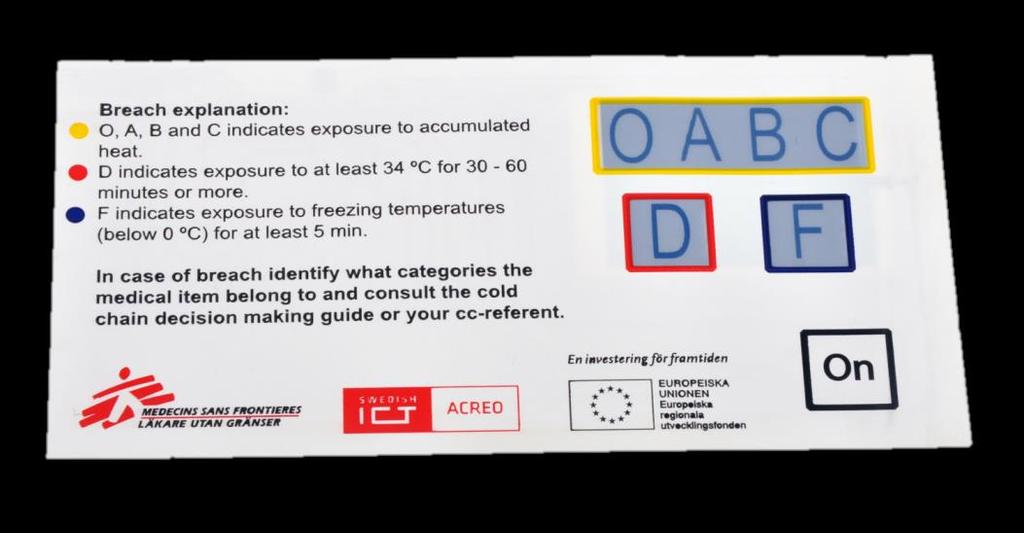 Breach explanation:
O, A, B and C indicates exposure to accumulated
heat.
D indicates exposure to at least 34 ºC for 30 - 60
minutes or more.
F indicates exposure to freezing temperatures
(below 0 ºC) for at least 5 min.
In case of breach identify what categories the
medical item belong to and consult the cold
chain decision making guide or your cc-referent.
O A B C
D F
On
MEDECINS SANS FRONTIERES
LÄKARE UTAN GRÄNSER
SWEDISH
ICT
ACREO
En investering för framtiden
EUROPEISKA
UNIONEN
Europeiska
regionala
utvecklingsfonden